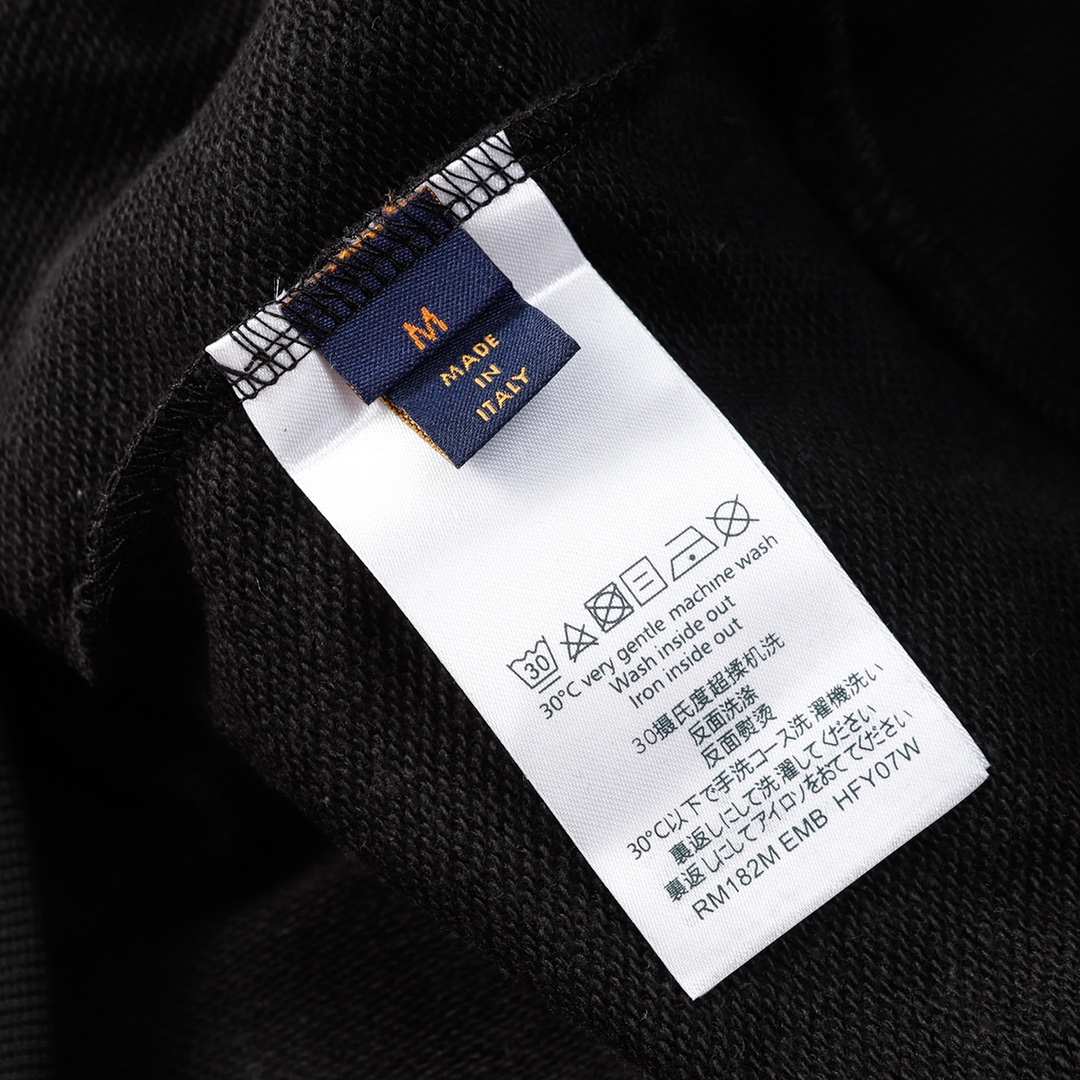 M
MADE
IN
ITALY
30
30°C very gentle machine wash
Wash inside out
Iron inside out
30摄氏度超揉机洗
反面洗涤
反面熨烫
30°C以下で手洗コース洗 濯機洗い
裏返しにして洗 濯してください
裏返しにしてアイロンをおててください
RM182M EMB HFY07W